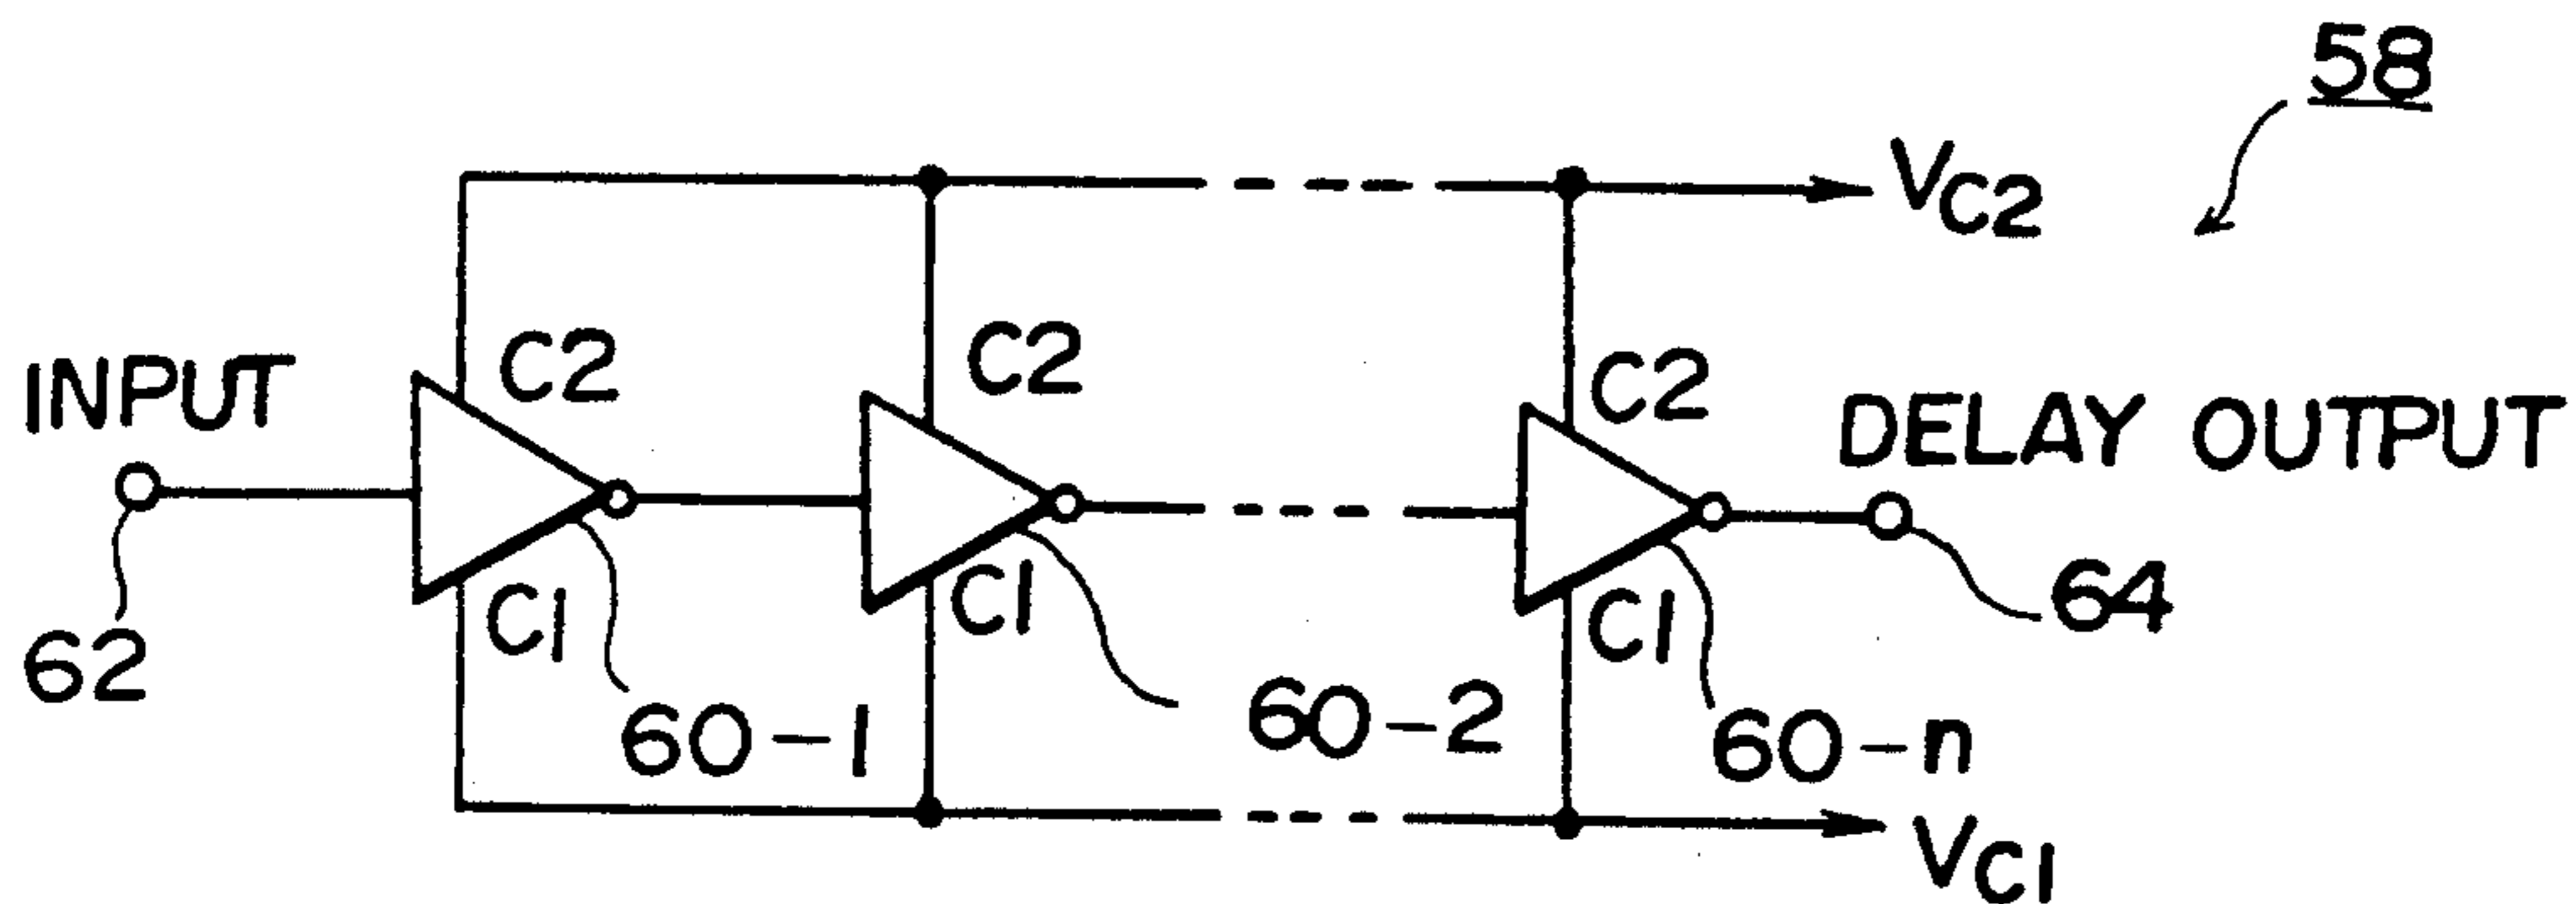 58
VC2
C2
C2
C2
INPUT
DELAY OUTPUT
62
C1
C1
C1
64
60-1
60-2
60-n
VC1